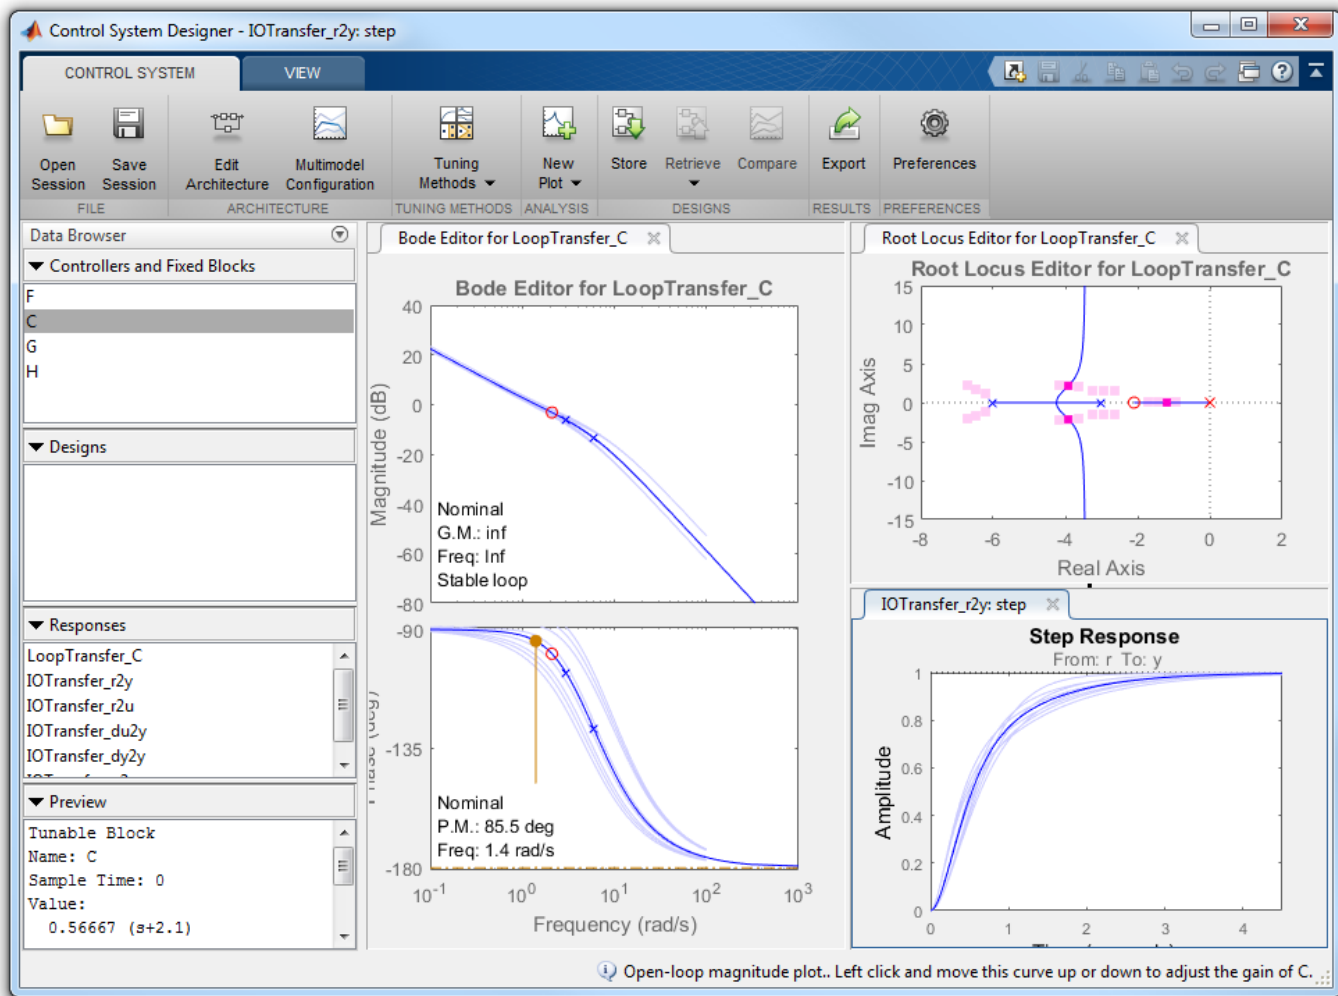 Control System Designer - IOTransfer_r2y: step
CONTROL SYSTEM
VIEW
Open Session
Save Session
Edit Architecture
Multimodel Configuration
Tuning Methods
New Plot
Store
Retrieve
Compare
Export
Preferences
FILE
ARCHITECTURE
TUNING METHODS
ANALYSIS
DESIGNS
RESULTS
PREFERENCES
Data Browser
Controllers and Fixed Blocks
F
C
G
H
Designs
Responses
LoopTransfer_C
IOTransfer_r2y
IOTransfer_r2u
IOTransfer_du2y
IOTransfer_dy2y
Preview
Tunable Block
Name: C
Sample Time: 0
Value:
0.56667 (s+2.1)
Bode Editor for LoopTransfer_C
Bode Editor for LoopTransfer_C
Magnitude (dB)
40
20
0
-20
-40
-60
-80
Nominal
G.M.: inf
Freq: Inf
Stable loop
Phase (deg)
-90
-135
-180
Nominal
P.M.: 85.5 deg
Freq: 1.4 rad/s
10-1
100
101
102
103
Frequency (rad/s)
Root Locus Editor for LoopTransfer_C
Root Locus Editor for LoopTransfer_C
Imag Axis
15
10
5
0
-5
-10
-15
-8
-6
-4
-2
0
2
Real Axis
IOTransfer_r2y: step
Step Response
From: r To: y
Amplitude
1
0.8
0.6
0.4
0.2
0
0
1
2
3
4
Open-loop magnitude plot.. Left click and move this curve up or down to adjust the gain of C.